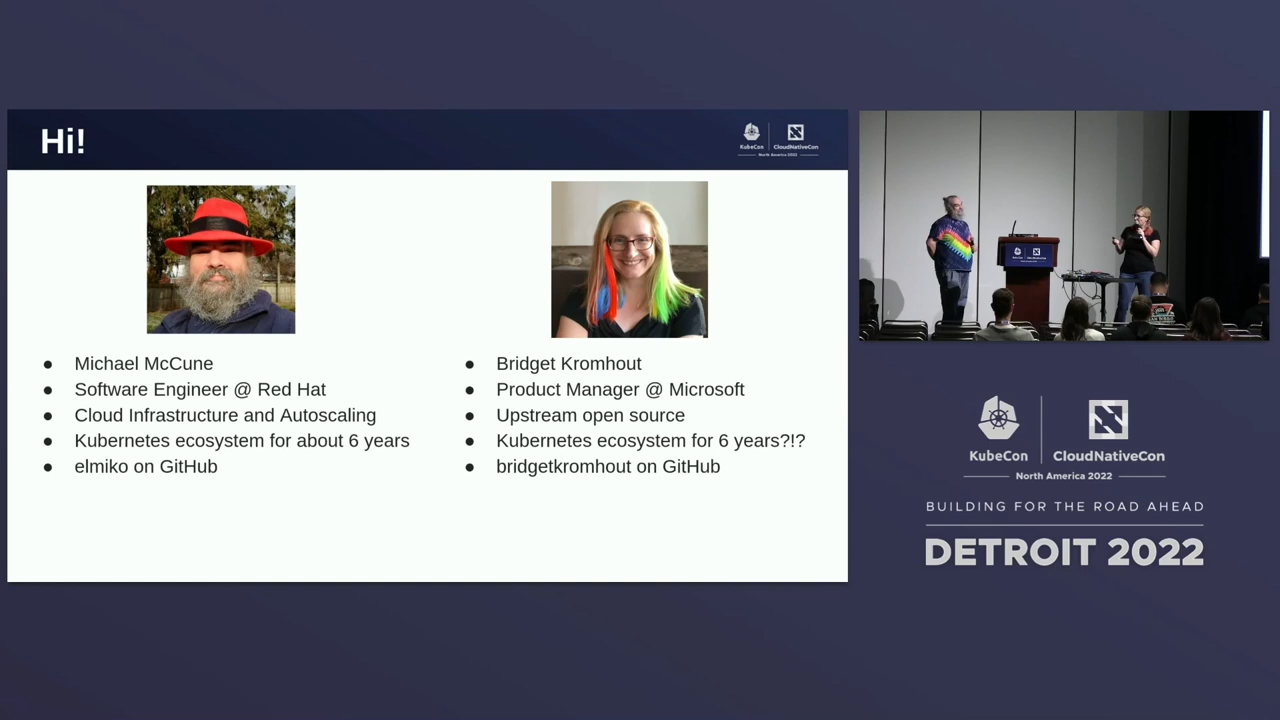 Hi!
KubeCon
CloudNativeCon
North America 2022
Michael McCune
Software Engineer @ Red Hat
Cloud Infrastructure and Autoscaling
Kubernetes ecosystem for about 6 years
elmiko on GitHub
Bridget Kromhout
Product Manager @ Microsoft
Upstream open source
Kubernetes ecosystem for 6 years?!?
bridgetkromhout on GitHub
KubeCon
CloudNativeCon
North America 2022
BUILDING FOR THE ROAD AHEAD
DETROIT 2022